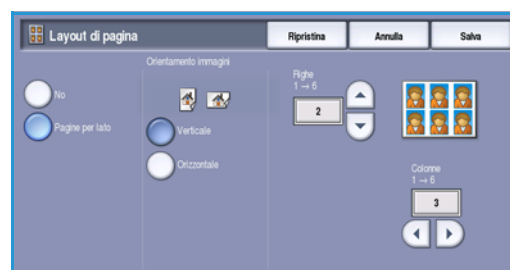 Layout di pagina
Ripristina
Annulla
Salva
Orientamento immagini
No
Pagine per lato
Verticale
Orizzontale
Righe
1 → 6
2
Colonne
1 → 6
3